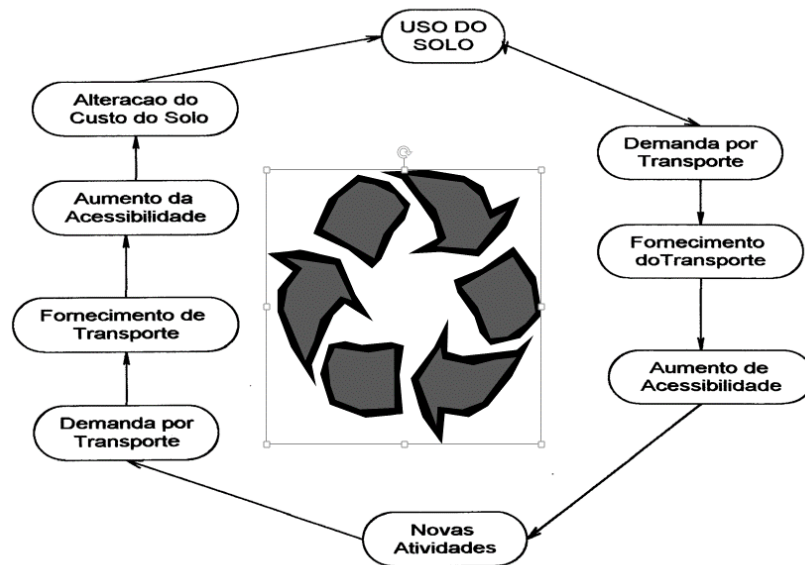 USO DO
SOLO
Demanda por
Transporte
Fornecimento
doTransporte
Aumento de
Acessibilidade
Novas
Atividades
Demanda por
Transporte
Fornecimento de
Transporte
Aumento da
Acessibilidade
Alteracao do
Custo do Solo